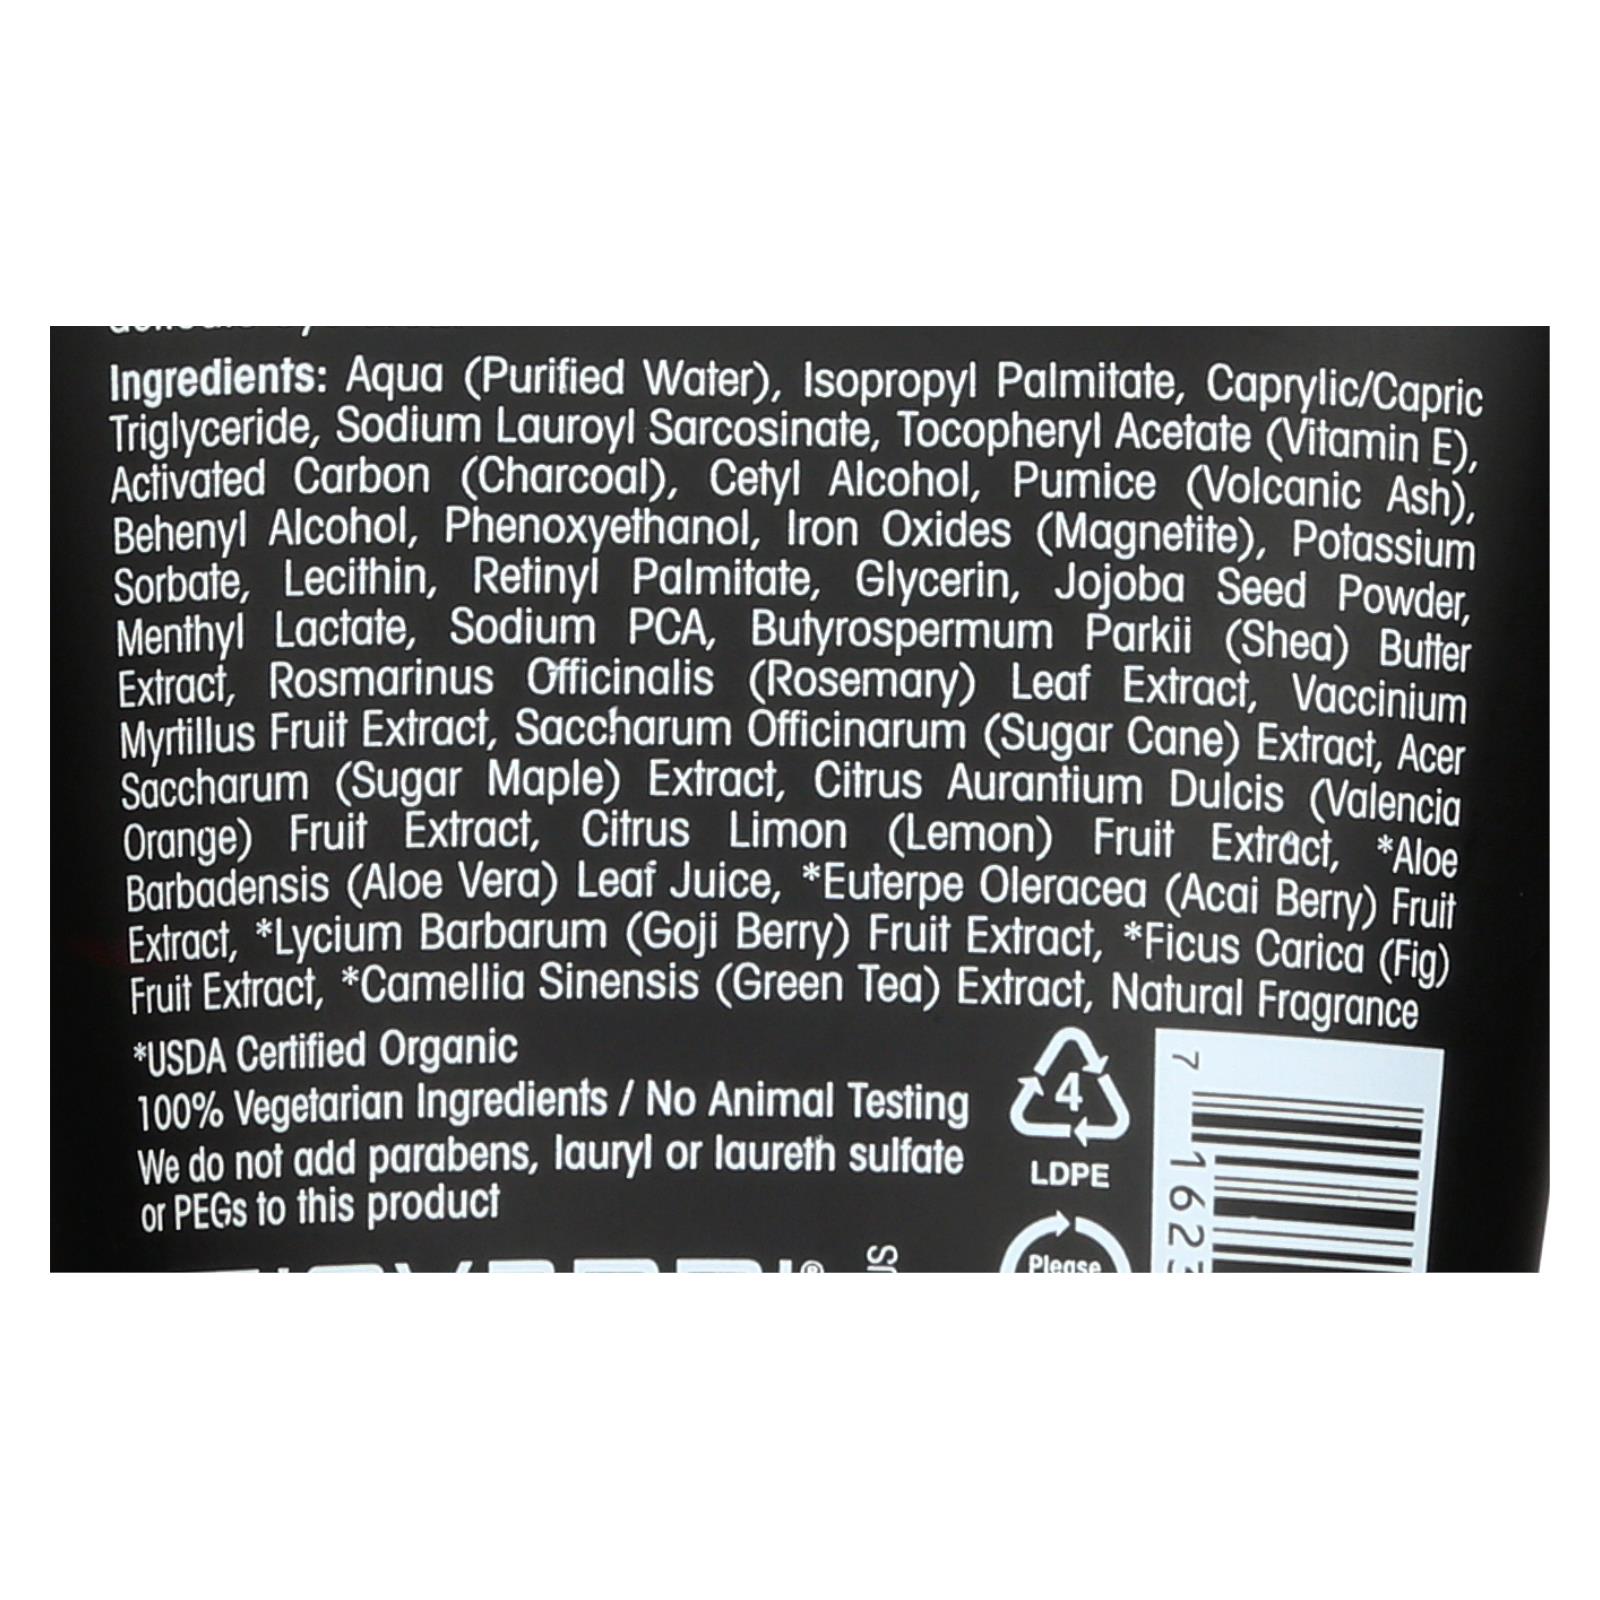 Ingredients: Aqua (Purified Water), Isopropyl Palmitate, Caprylic/Capric
Triglyceride, Sodium Lauroyl Sarcosinate, Tocopheryl Acetate (Vitamin E),
Activated Carbon (Charcoal), Cetyl Alcohol, Pumice (Volcanic Ash),
Behenyl Alcohol, Phenoxyethanol, Iron Oxides (Magnetite), Potassium
Sorbate, Lecithin, Retinyl Palmitate, Glycerin, Jojoba Seed Powder,
Menthyl Lactate, Sodium PCA, Butyrospermum Parkii (Shea) Butter
Extract, Rosmarinus Officinalis (Rosemary) Leaf Extract, Vaccinium
Myrtillus Fruit Extract, Saccharum Officinarum (Sugar Cane) Extract, Acer
Saccharum (Sugar Maple) Extract, Citrus Aurantium Dulcis (Valencia
Orange) Fruit Extract, Citrus Limon (Lemon) Fruit Extract, *Aloe
Barbadensis (Aloe Vera) Leaf Juice, *Euterpe Oleracea (Acai Berry) Fruit
Extract, *Lycium Barbarum (Goji Berry) Fruit Extract, *Ficus Carica (Fig)
Fruit Extract, *Camellia Sinensis (Green Tea) Extract, Natural Fragrance
*USDA Certified Organic
100% Vegetarian Ingredients / No Animal Testing
We do not add parabens, lauryl or laureth sulfate
or PEGs to this product
4
LDPE
Please
7 1623